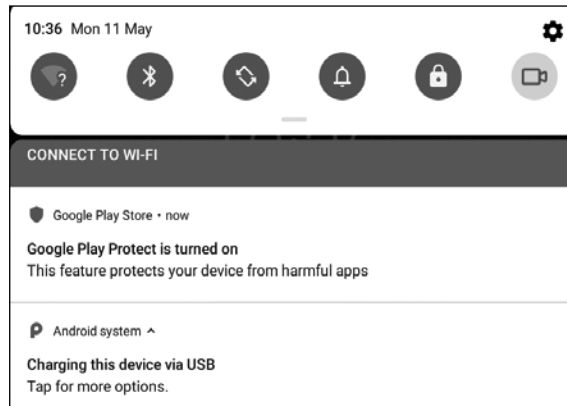 10:36 Mon 11 May
?
CONNECT TO WI-FI
Google Play Store • now
Google Play Protect is turned on
This feature protects your device from harmful apps
Android system ^
Charging this device via USB
Tap for more options.